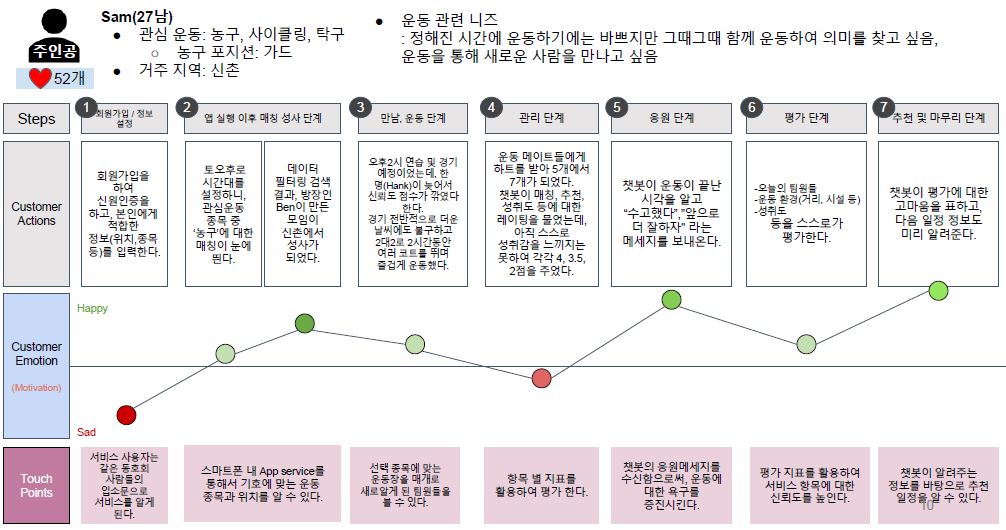 Sam(27남)
● 관심 운동: 농구, 사이클링, 탁구
○ 농구 포지션: 가드
● 거주 지역: 신촌
주인공
52개
● 운동 관련 니즈
: 정해진 시간에 운동하기에는 바쁘지만 그때그때 함께 운동하여 의미를 찾고 싶음,
운동을 통해 새로운 사람을 만나고 싶음
Steps
1
회원가입 / 정보
설정
2
앱 실행 이후 매칭 성사 단계
3
만남, 운동 단계
4
관리 단계
5
응원 단계
6
평가 단계
7
추천 및 마무리 단계
Customer
Actions
회원가입을
하여
신원인증을
하고, 본인에게
적합한
정보(위치,종목
등)를 입력한다.
토오후로
시간대를
설정하니,
관심운동
종목 중
‘농구’에 대한
매칭이 눈에
띈다.
데이터
필터링 검색
결과, 방장인
Ben이 만든
모임이
신촌에서
성사가
되었다.
오후2시 연습 및 경기
예정이었는데, 한
명(Hank)이 늦어서
신뢰도 점수가 깎였다
한다.
경기 전반적으로 더운
날씨에도 불구하고
2대2로 2시간동안
여러 코트를 뛰며
즐겁게 운동했다.
운동 메이트들에게
하트를 받아 5개에서
7개가 되었다.
챗봇이 매칭, 추천,
성취도 등에 대한
레이팅을 물었는데,
아직 스스로
성취감을 느끼지는
못하여 각각 4, 3.5,
2점을 주었다.
챗봇이 운동이 끝난
시각을 알고
“수고했다”,”앞으로
더 잘하자” 라는
메세지를 보내온다.
-오늘의 팀원들
-운동 환경(거리, 시설 등)
-성취도
등을 스스로가
평가한다.
챗봇이 평가에 대한
고마움을 표하고,
다음 일정 정보도
미리 알려준다.
Customer
Emotion
(Motivation)
Happy
Sad
Touch
Points
서비스 사용자는
같은 동호회
사람들의
입소문으로
서비스를 알게
된다.
스마트폰 내 App service를
통해서 기호에 맞는 운동
종목과 위치를 알 수 있다.
선택 종목에 맞는
운동장을 매개로
새로알게 된 팀원들을
볼 수 있다.
항목 별 지표를
활용하여 평가 한다.
챗봇의 응원메세지를
수신함으로써, 운동에
대한 욕구를
증진시킨다.
평가 지표를 활용하여
서비스 항목에 대한
신뢰도를 높인다.
챗봇이 알려주는
정보를 바탕으로 추천
일정을 알 수 있다.
10